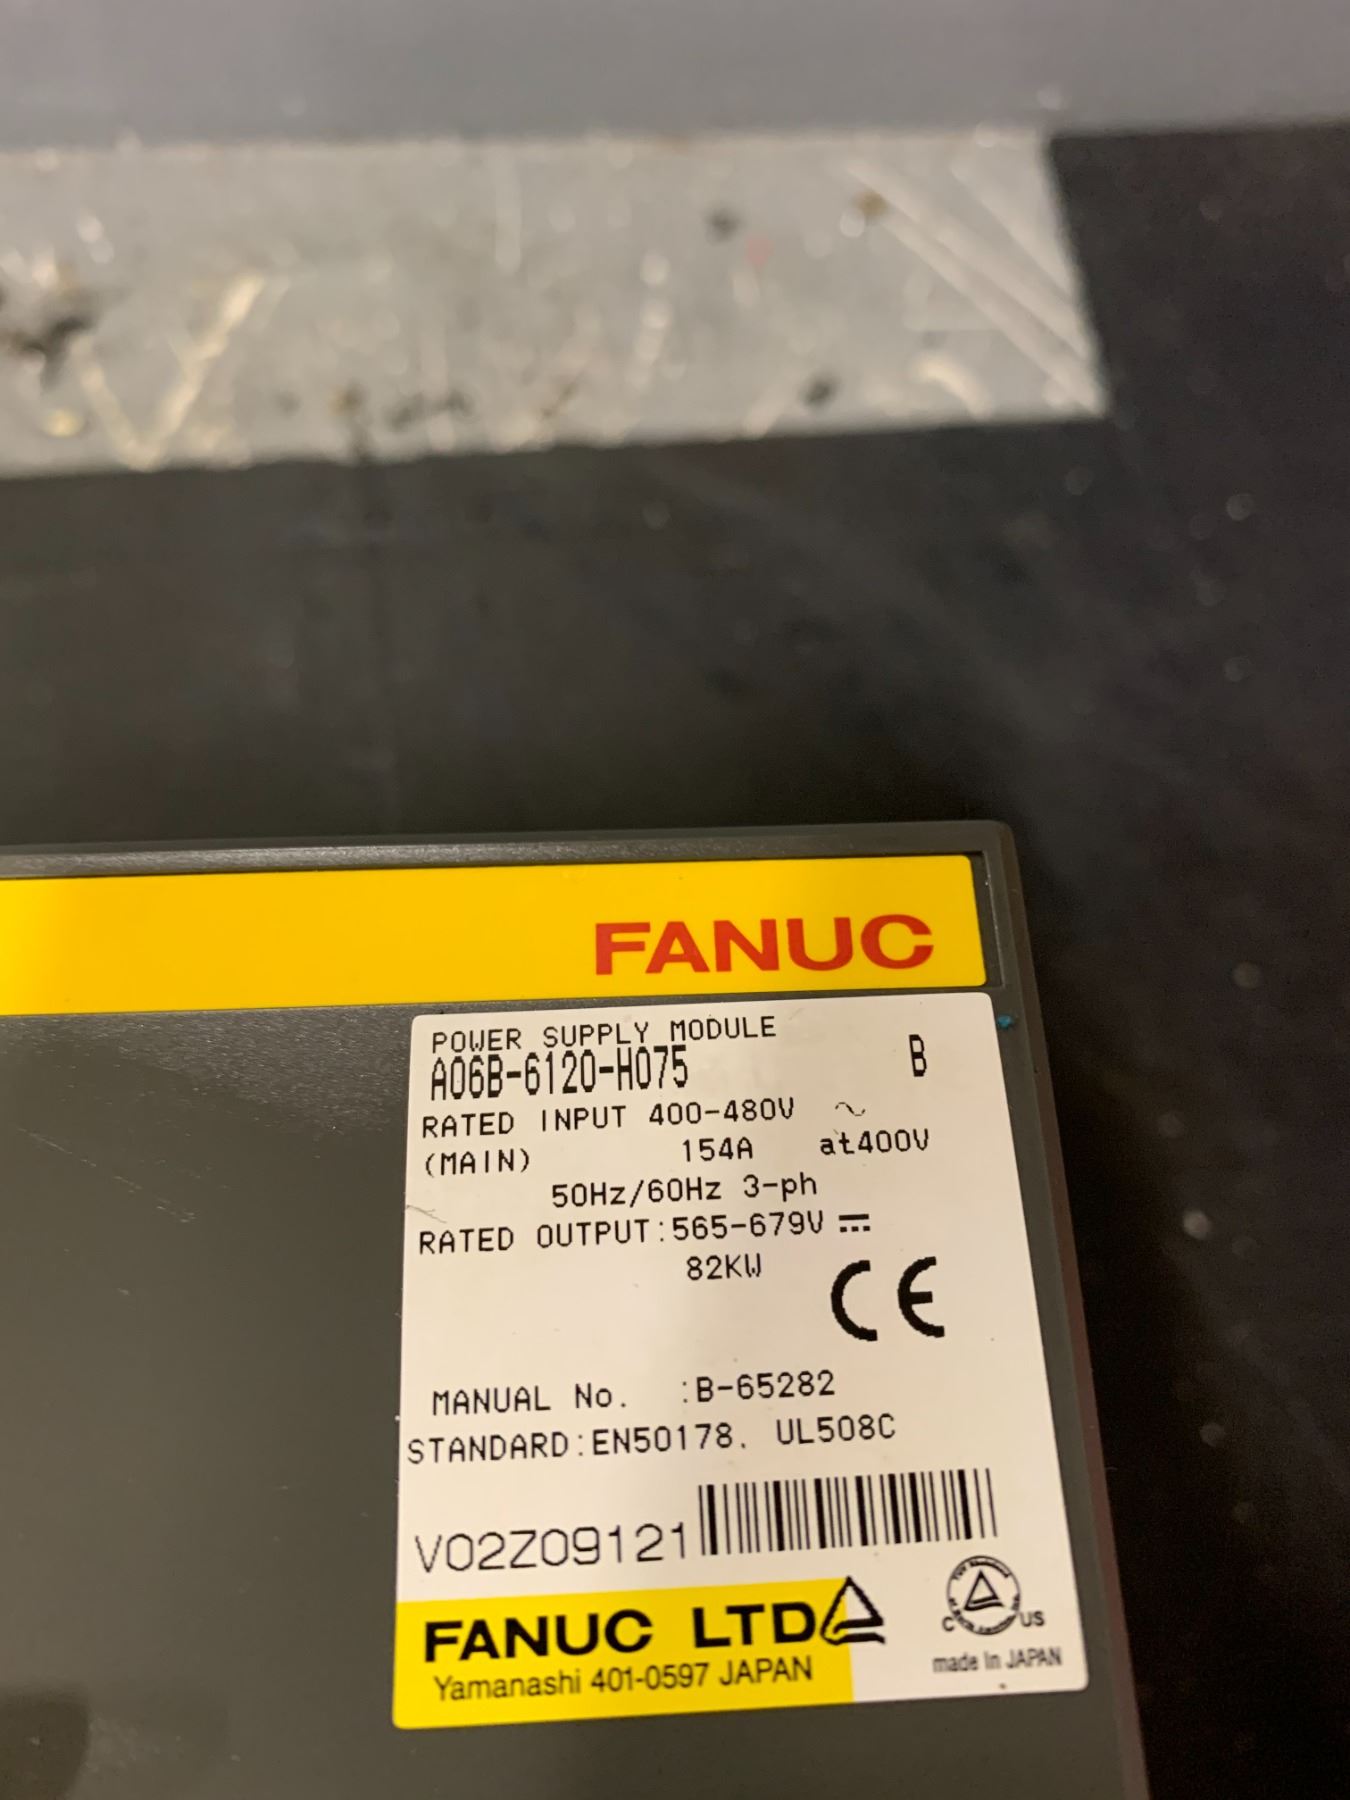 FANUC
POWER SUPPLY MODULE
A06B-6120-H075 B
RATED INPUT 400-480V ~
(MAIN) 154A at400V
50Hz/60Hz 3-ph
RATED OUTPUT:565-679V ⎓
82KW
CE
MANUAL No. :B-65282
STANDARD:EN50178. UL508C
V02Z09121
FANUC LTD
Yamanashi 401-0597 JAPAN
C US
made In JAPAN